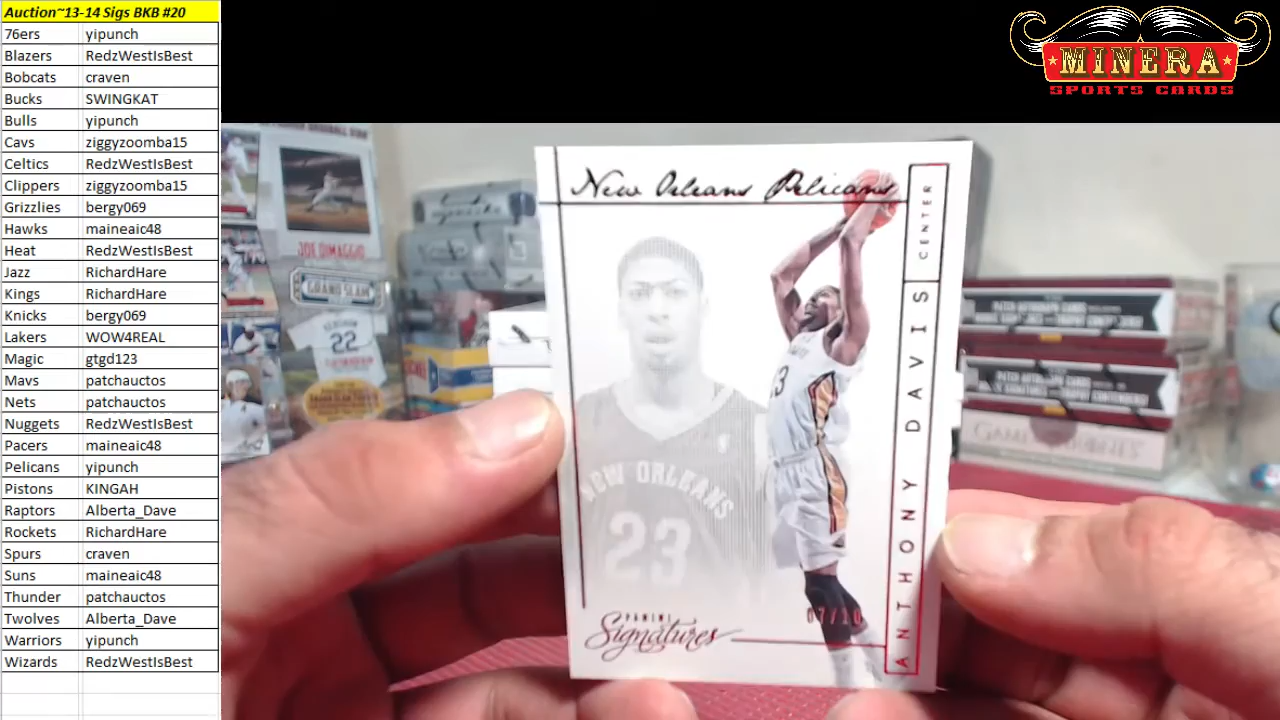 Auction~13-14 Sigs BKB #20
76ers yipunch
Blazers RedzWestIsBest
Bobcats craven
Bucks SWINGKAT
Bulls yipunch
Cavs ziggyzoomba15
Celtics RedzWestIsBest
Clippers ziggyzoomba15
Grizzlies bergy069
Hawks maineaic48
Heat RedzWestIsBest
Jazz RichardHare
Kings RichardHare
Knicks bergy069
Lakers WOW4REAL
Magic gtgd123
Mavs patchauctos
Nets patchauctos
Nuggets RedzWestIsBest
Pacers maineaic48
Pelicans yipunch
Pistons KINGAH
Raptors Alberta_Dave
Rockets RichardHare
Spurs craven
Suns maineaic48
Thunder patchauctos
Twolves Alberta_Dave
Warriors yipunch
Wizards RedzWestIsBest
MINERA
SPORTS CARDS
New Orleans Pelicans
CENTER
ANTHONY DAVIS
NEW ORLEANS
23
PANINI
Signatures
07/10
JOE DIMAGGIO
GRAND SLAM
22